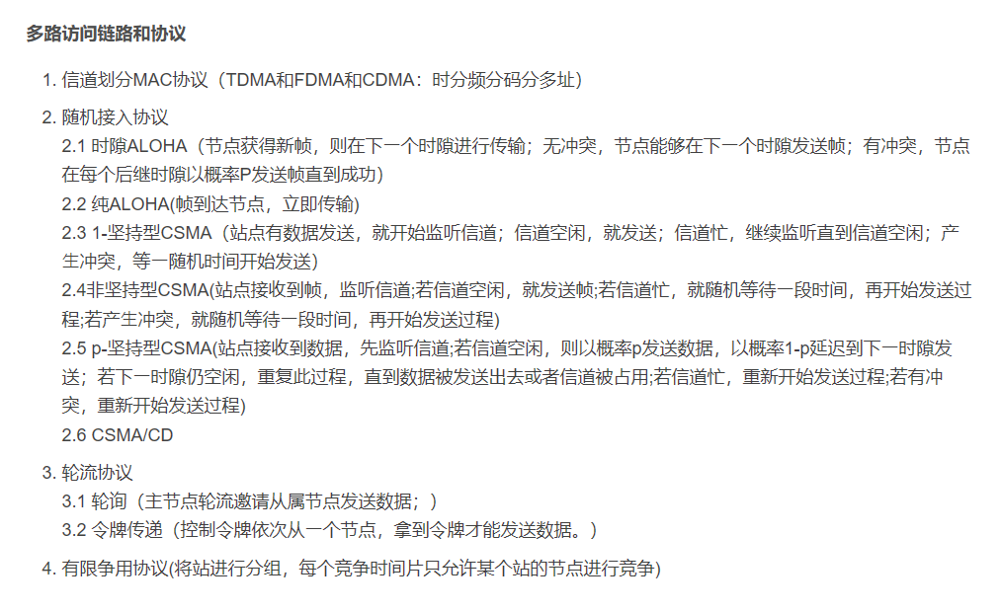 多路访问链路和协议
1. 信道划分MAC协议（TDMA和FDMA和CDMA：时分频分码分多址）
2. 随机接入协议
2.1 时隙ALOHA（节点获得新帧，则在下一个时隙进行传输；无冲突，节点能够在下一个时隙发送帧；有冲突，节点
在每个后继时隙以概率P发送帧直到成功）
2.2 纯ALOHA(帧到达节点，立即传输)
2.3 1-坚持型CSMA（站点有数据发送，就开始监听信道；信道空闲，就发送；信道忙，继续监听直到信道空闲；产
生冲突，等一随机时间开始发送）
2.4非坚持型CSMA(站点接收到帧，监听信道;若信道空闲，就发送帧;若信道忙，就随机等待一段时间，再开始发送过
程;若产生冲突，就随机等待一段时间，再开始发送过程)
2.5 p-坚持型CSMA(站点接收到数据，先监听信道;若信道空闲，则以概率p发送数据，以概率1-p延迟到下一时隙发
送；若下一时隙仍空闲，重复此过程，直到数据被发送出去或者信道被占用;若信道忙，重新开始发送过程;若有冲
突，重新开始发送过程)
2.6 CSMA/CD
3. 轮流协议
3.1 轮询（主节点轮流邀请从属节点发送数据；）
3.2 令牌传递（控制令牌依次从一个节点，拿到令牌才能发送数据。）
4. 有限争用协议(将站进行分组，每个竞争时间片只允许某个站的节点进行竞争)